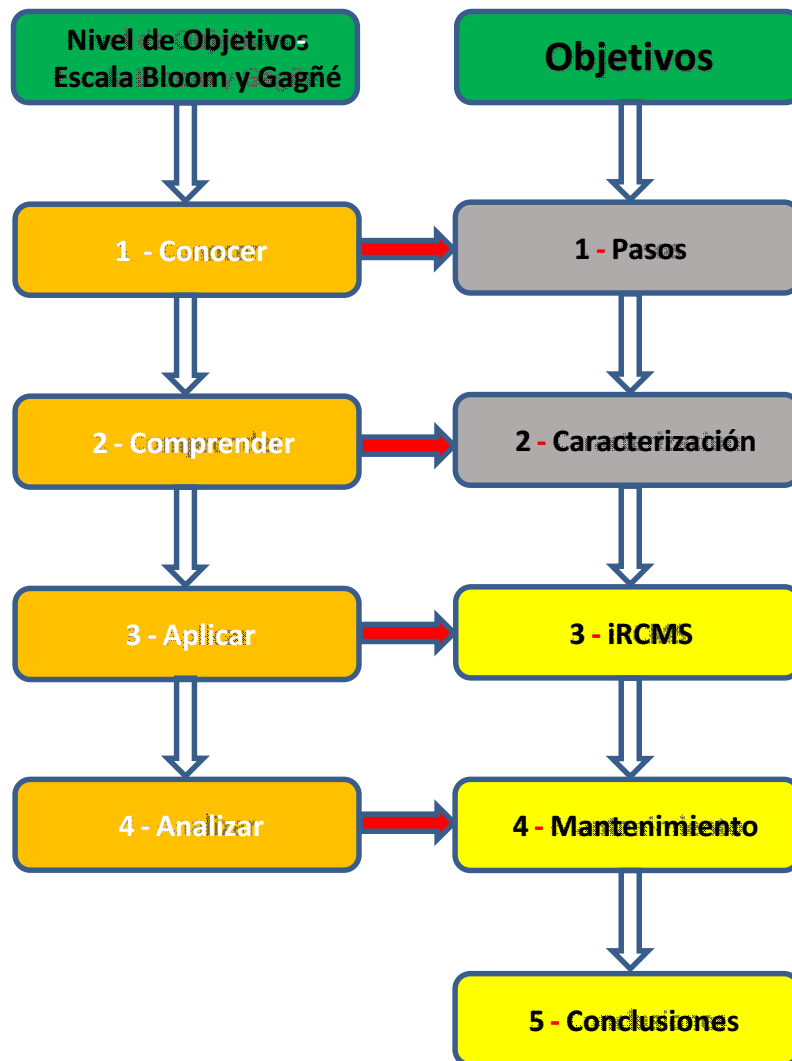 Nivel de Objetivos -
Escala Bloom y Gagñé
Objetivos
1 - Conocer
1 - Pasos
2 - Comprender
2 - Caracterización
3 - Aplicar
3 - iRCMS
4 - Analizar
4 - Mantenimiento
5 - Conclusiones